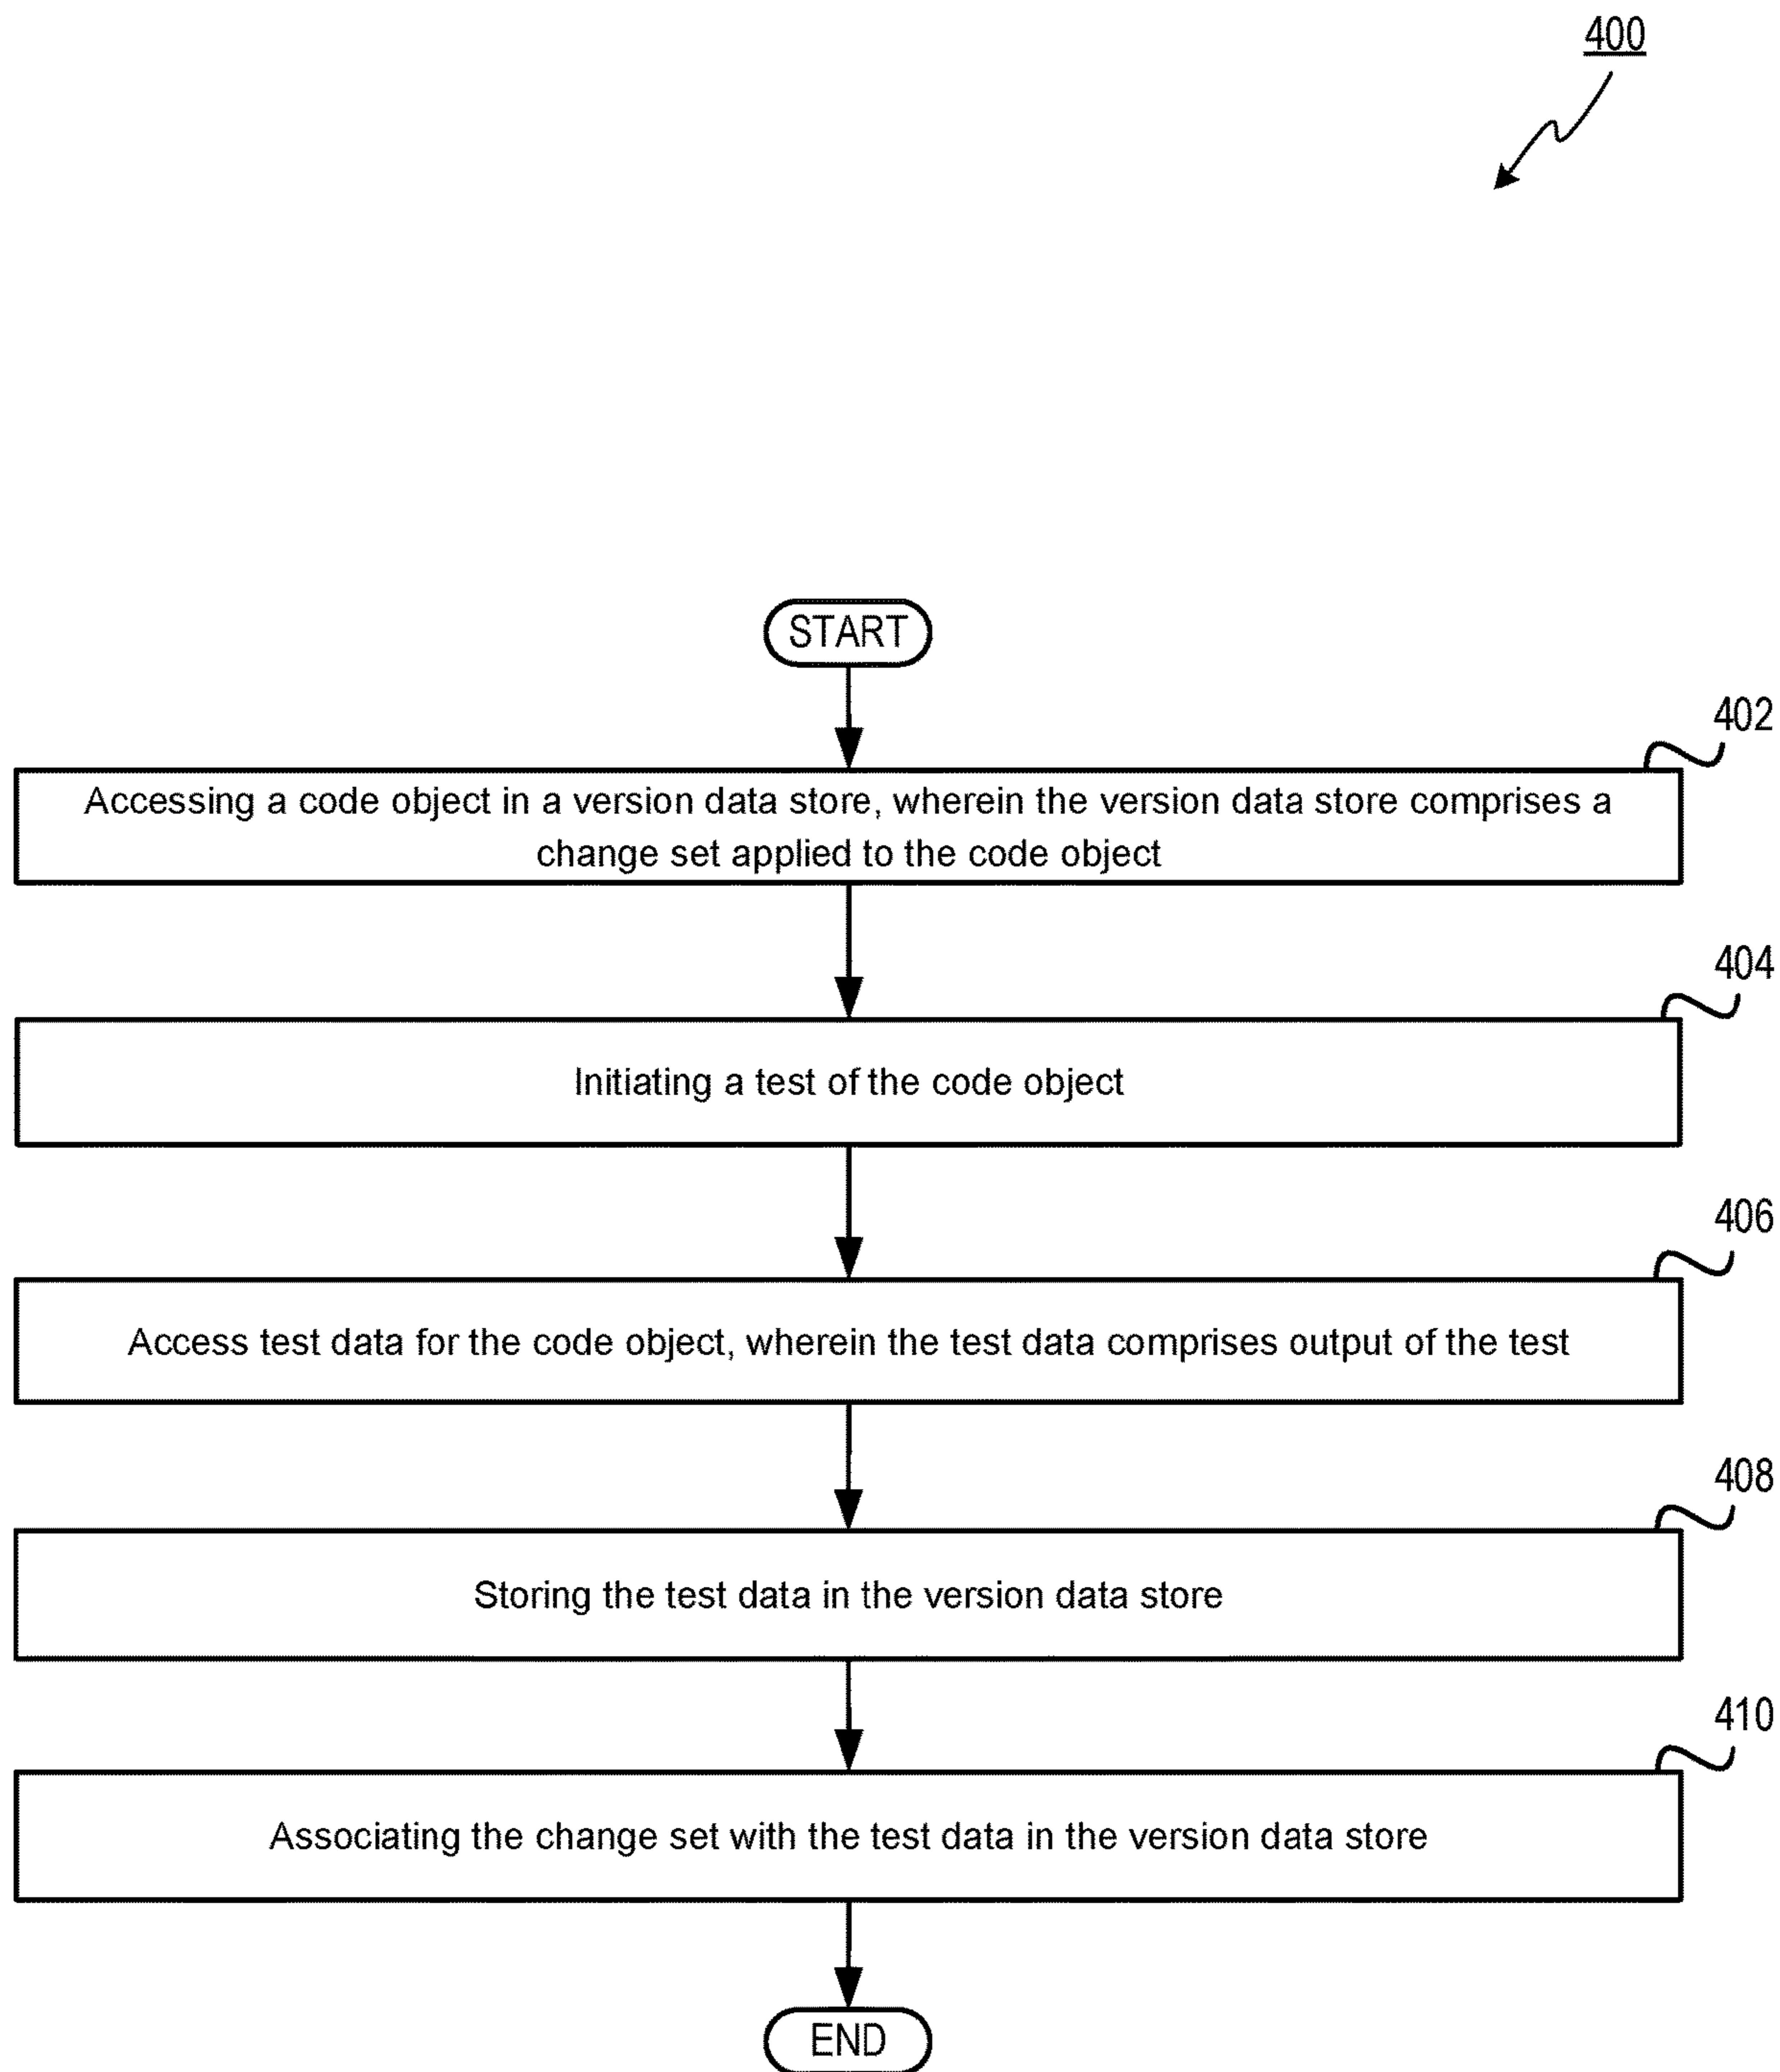 400
START
402
Accessing a code object in a version data store, wherein the version data store comprises a
change set applied to the code object
404
Initiating a test of the code object
406
Access test data for the code object, wherein the test data comprises output of the test
408
Storing the test data in the version data store
410
Associating the change set with the test data in the version data store
END